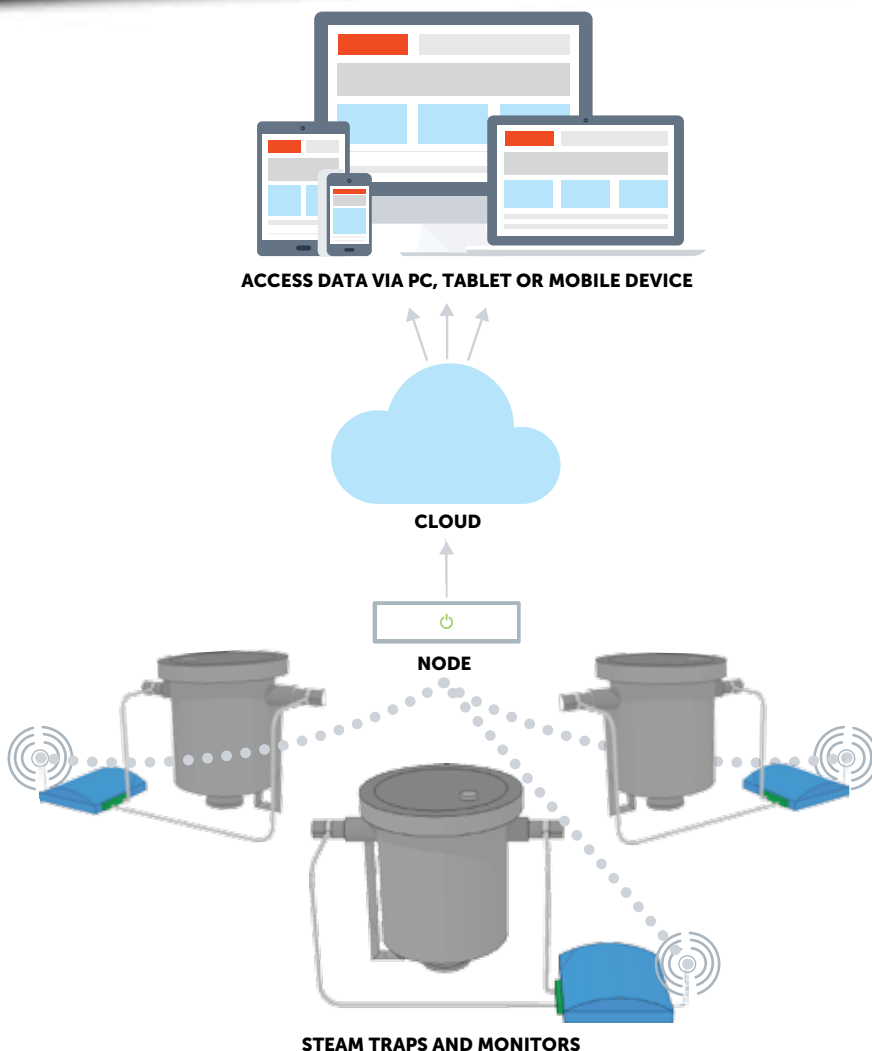 ACCESS DATA VIA PC, TABLET OR MOBILE DEVICE
CLOUD
NODE
STEAM TRAPS AND MONITORS